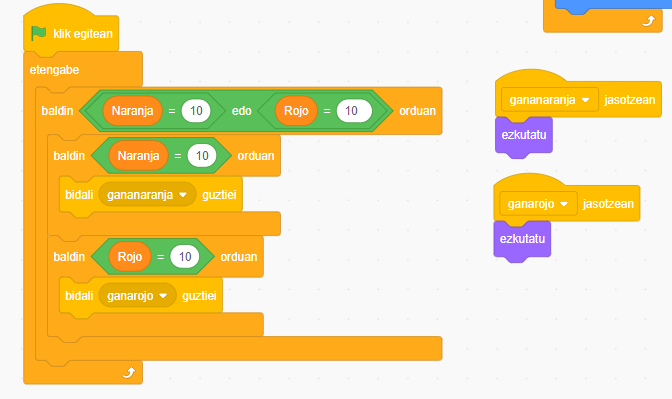 klik egitean
etengabe
baldin Naranja = 10 edo Rojo = 10 orduan
baldin Naranja = 10 orduan
bidali gananaranja guztiei
baldin Rojo = 10 orduan
bidali ganarojo guztiei
gananaranja jasotzean
ezkutatu
ganarojo jasotzean
ezkutatu